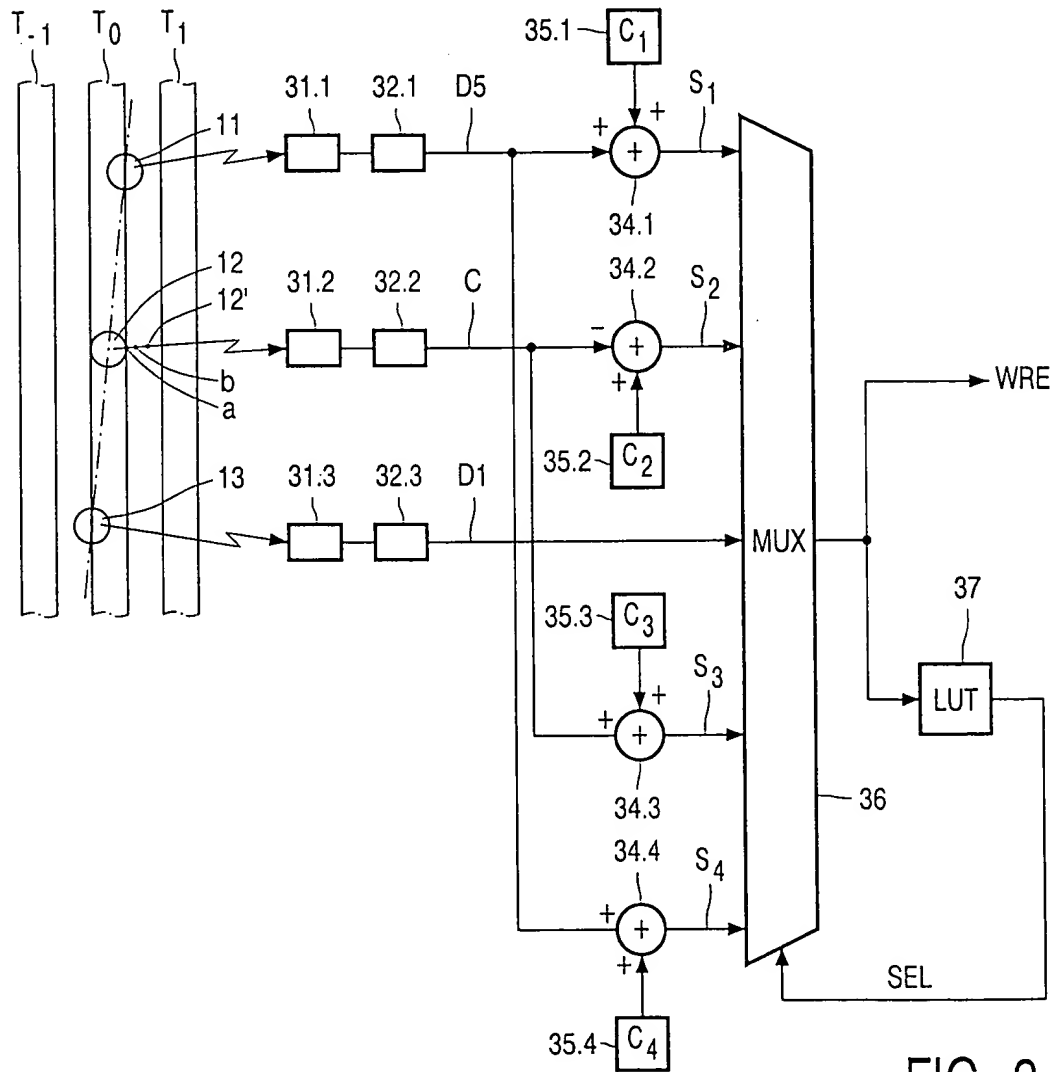 T-1 T0 T1
35.1 C1
31.1 32.1 D5 + + S1
11
+
34.1
12 31.2 32.2 C 34.2 S2
12'
− +
b
a
+
WRE
35.2 C2
13 31.3 32.3 D1
MUX
35.3 C3
37
+ + S3
LUT
+
34.3
36
34.4 S4
+ +
+
SEL
35.4 C4